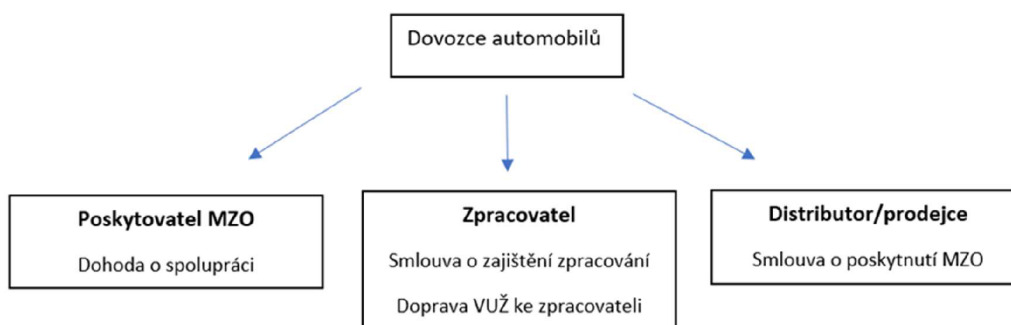 Dovozce automobilů
Poskytovatel MZO
Dohoda o spolupráci
Zpracovatel
Smlouva o zajištění zpracování
Doprava VUŽ ke zpracovateli
Distributor/prodejce
Smlouva o poskytnutí MZO